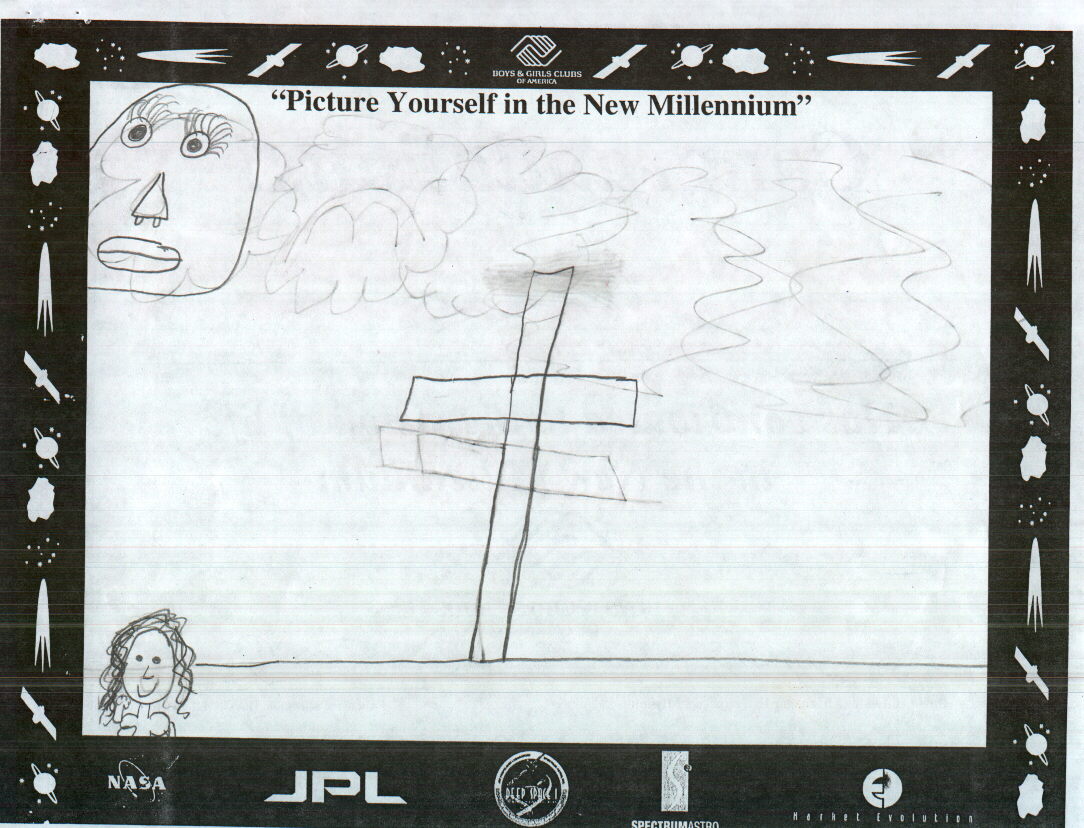 BOYS & GIRLS CLUBS
OF AMERICA
“Picture Yourself in the New Millennium”
NASA
JPL
DEEP SPACE 1
SPECTRUMASTRO
Market Evolution